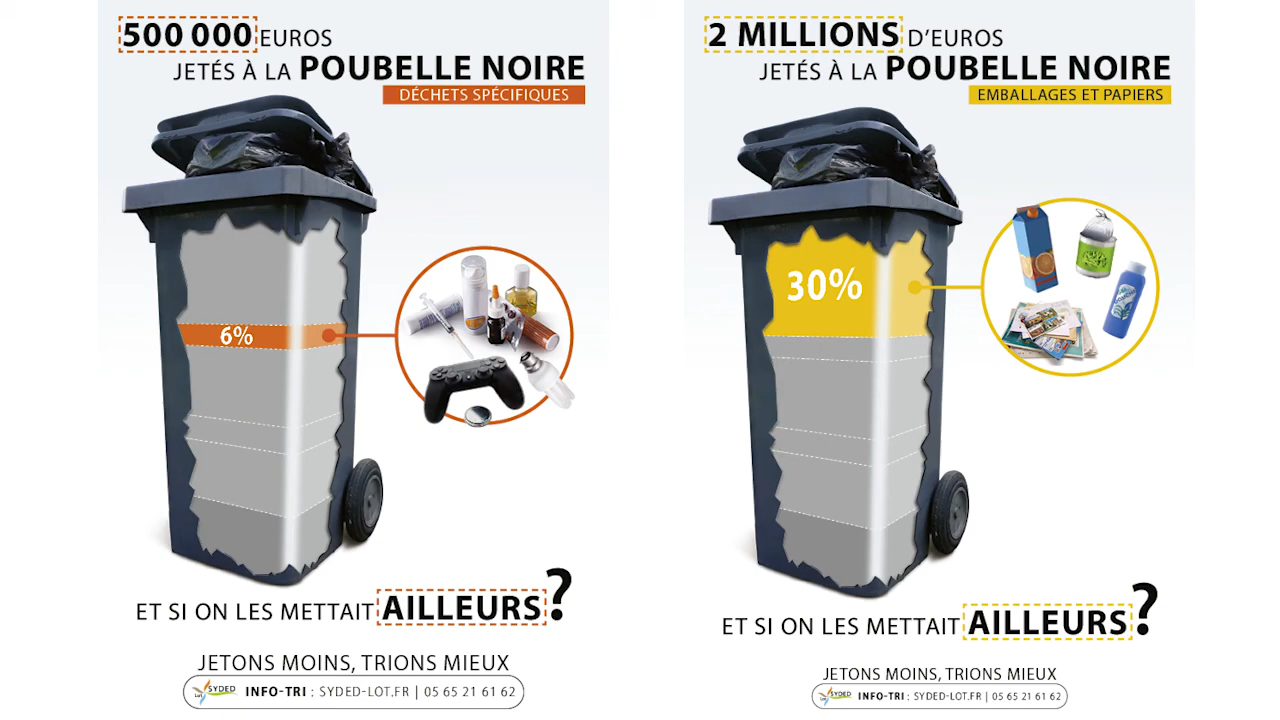 500 000 EUROS
JETÉS À LA POUBELLE NOIRE
DÉCHETS SPÉCIFIQUES
6%
ET SI ON LES METTAIT AILLEURS ?
JETONS MOINS, TRIONS MIEUX
SYDED Lot INFO-TRI : SYDED-LOT.FR | 05 65 21 61 62
2 MILLIONS D'EUROS
JETÉS À LA POUBELLE NOIRE
EMBALLAGES ET PAPIERS
30%
ET SI ON LES METTAIT AILLEURS ?
JETONS MOINS, TRIONS MIEUX
SYDED Lot INFO-TRI : SYDED-LOT.FR | 05 65 21 61 62